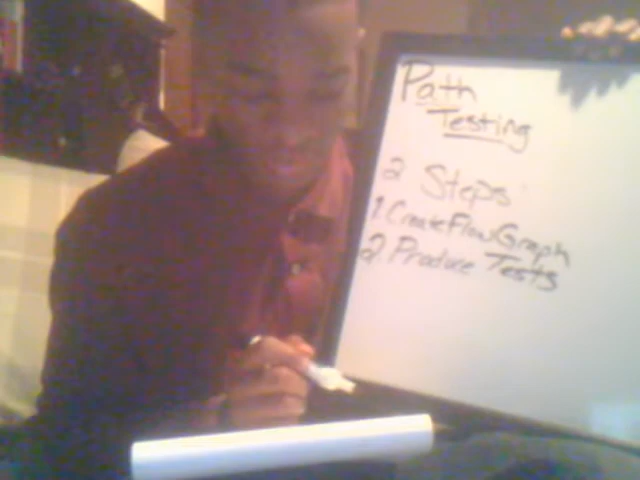 Path
Testing
2 Steps
1. Create Flow Graph
2. Produce Tests